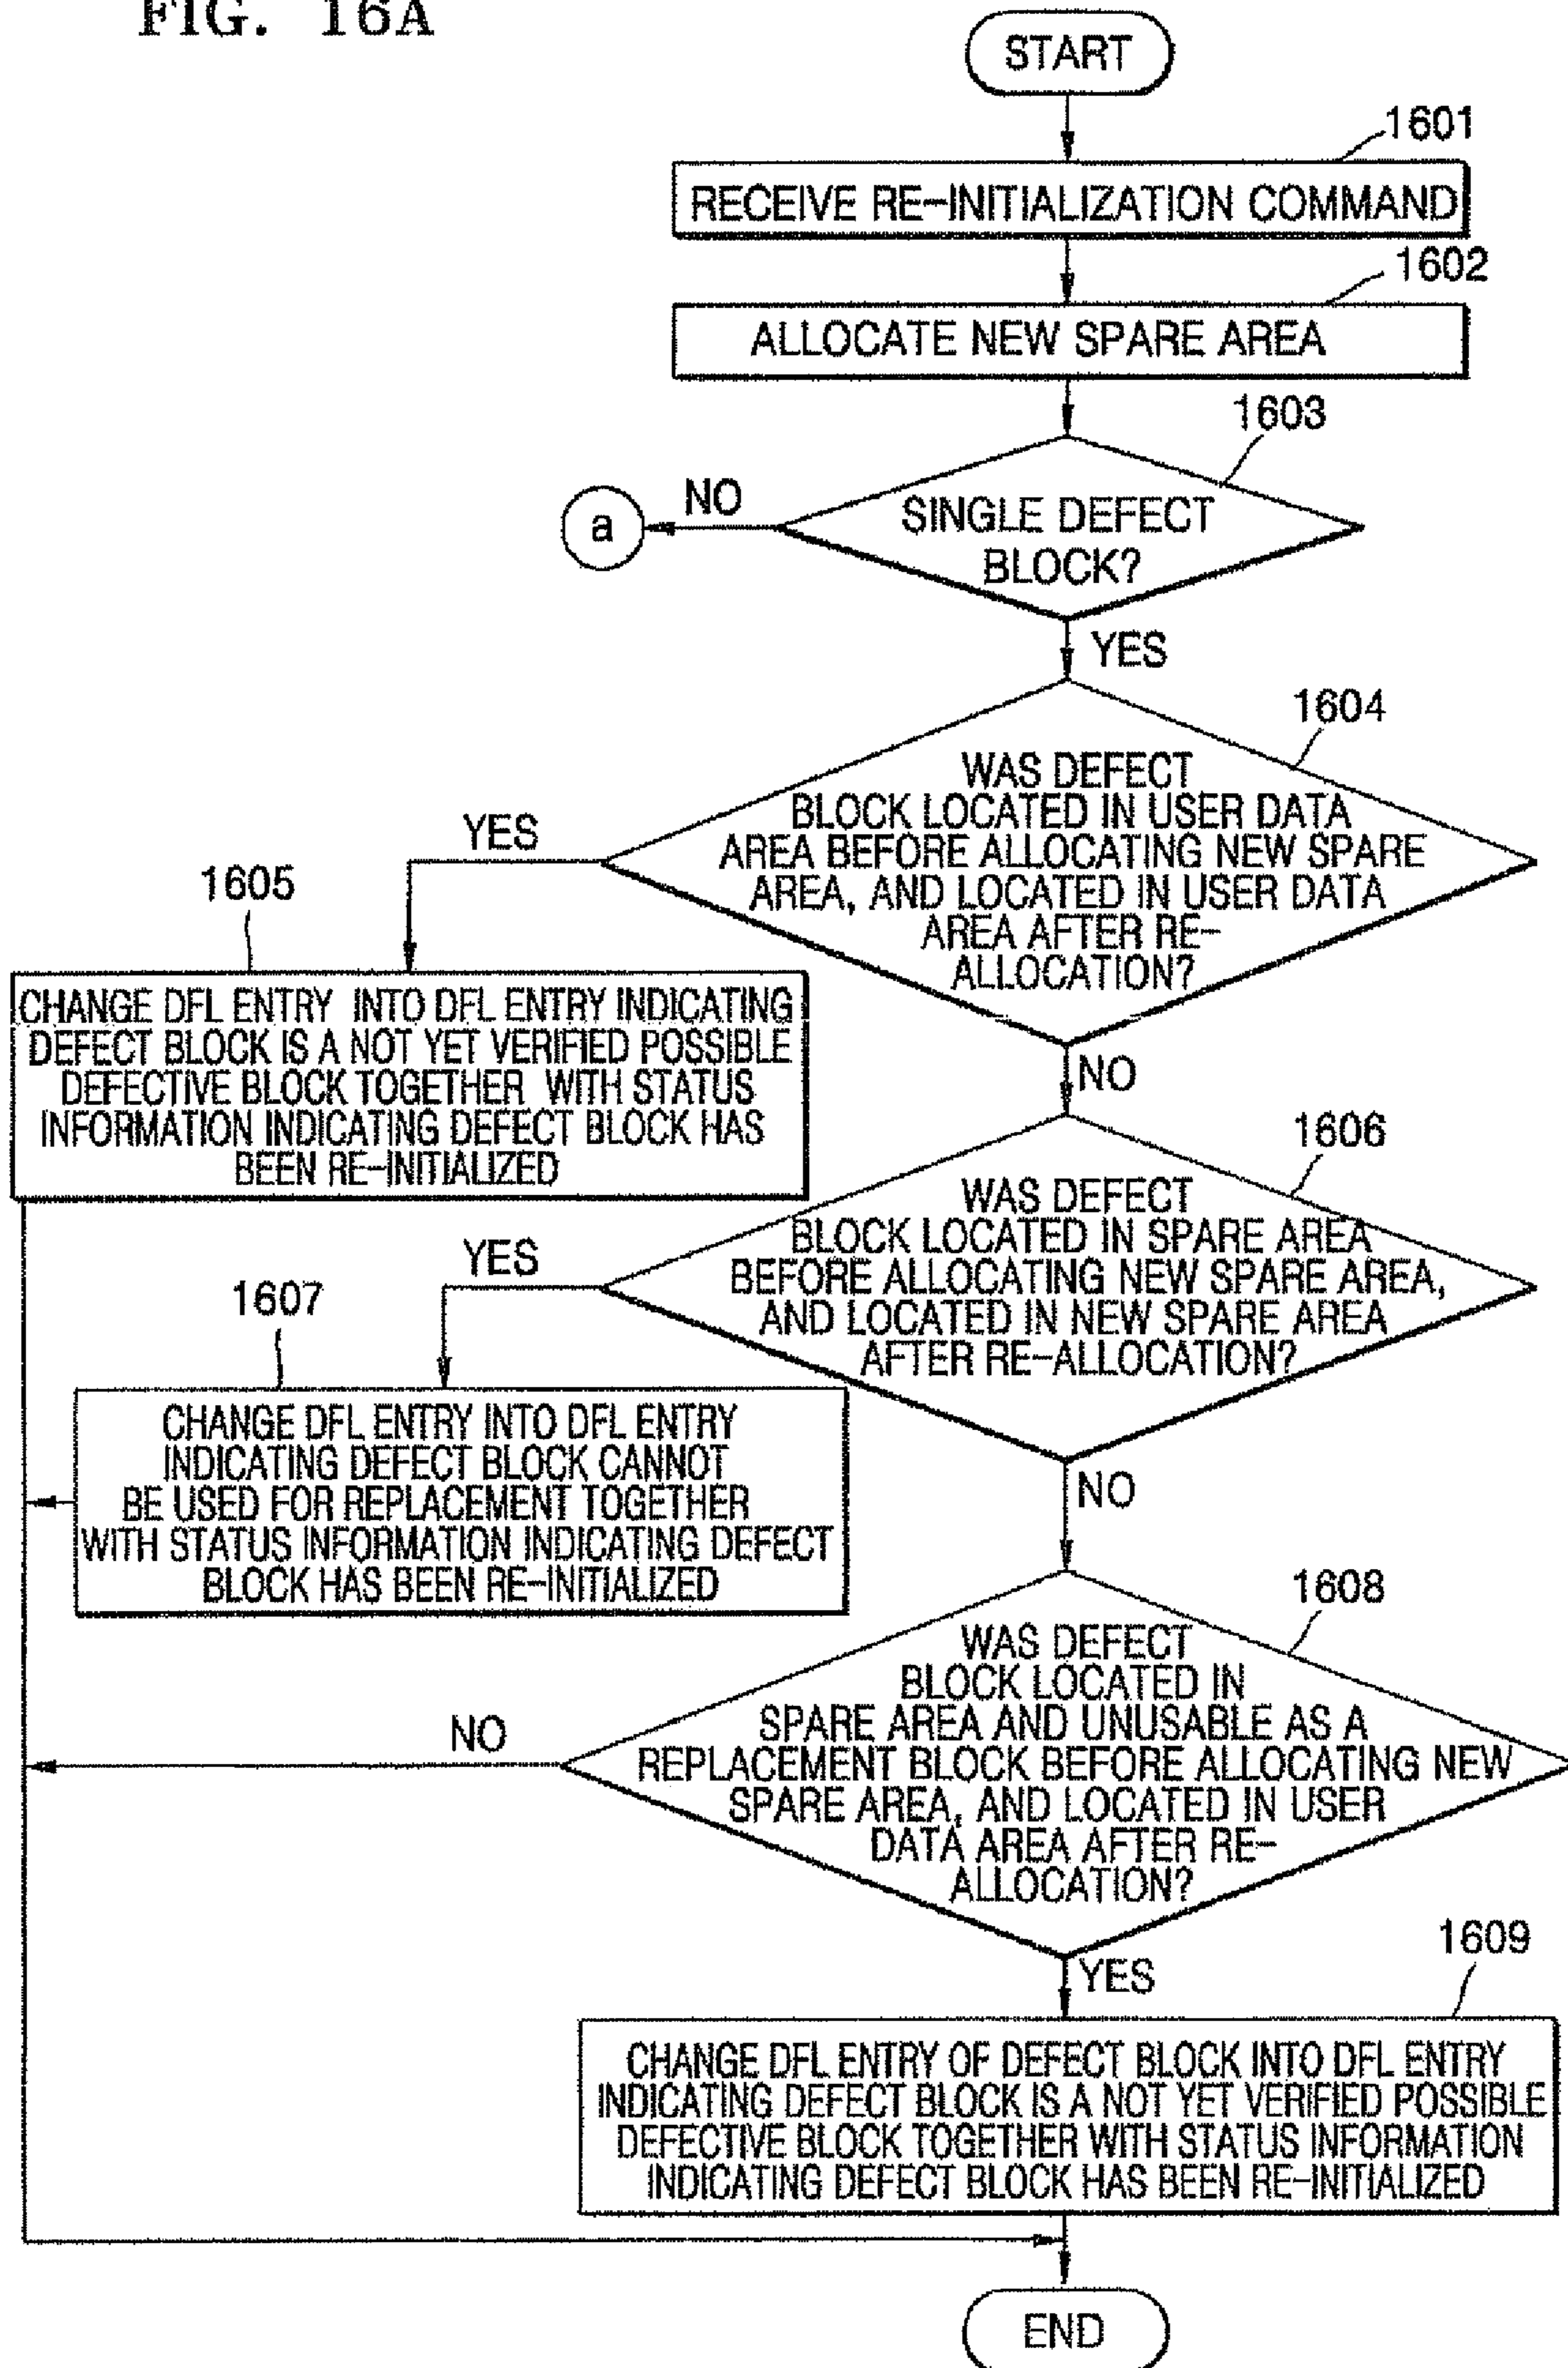 FIG. 16A
START
1601
RECEIVE RE-INITIALIZATION COMMAND
1602
ALLOCATE NEW SPARE AREA
1603
SINGLE DEFECT
BLOCK?
NO
a
YES
1604
WAS DEFECT
BLOCK LOCATED IN USER DATA
AREA BEFORE ALLOCATING NEW SPARE
AREA, AND LOCATED IN USER DATA
AREA AFTER RE-
ALLOCATION?
YES
1605
CHANGE DFL ENTRY INTO DFL ENTRY INDICATING
DEFECT BLOCK IS A NOT YET VERIFIED POSSIBLE
DEFECTIVE BLOCK TOGETHER WITH STATUS
INFORMATION INDICATING DEFECT BLOCK HAS
BEEN RE-INITIALIZED
NO
1606
WAS DEFECT
BLOCK LOCATED IN SPARE AREA
BEFORE ALLOCATING NEW SPARE AREA,
AND LOCATED IN NEW SPARE AREA
AFTER RE-ALLOCATION?
YES
1607
CHANGE DFL ENTRY INTO DFL ENTRY
INDICATING DEFECT BLOCK CANNOT
BE USED FOR REPLACEMENT TOGETHER
WITH STATUS INFORMATION INDICATING DEFECT
BLOCK HAS BEEN RE-INITIALIZED
NO
1608
WAS DEFECT
BLOCK LOCATED IN
SPARE AREA AND UNUSABLE AS A
REPLACEMENT BLOCK BEFORE ALLOCATING NEW
SPARE AREA, AND LOCATED IN USER
DATA AREA AFTER RE-
ALLOCATION?
NO
YES
1609
CHANGE DFL ENTRY OF DEFECT BLOCK INTO DFL ENTRY
INDICATING DEFECT BLOCK IS A NOT YET VERIFIED POSSIBLE
DEFECTIVE BLOCK TOGETHER WITH STATUS INFORMATION
INDICATING DEFECT BLOCK HAS BEEN RE-INITIALIZED
END